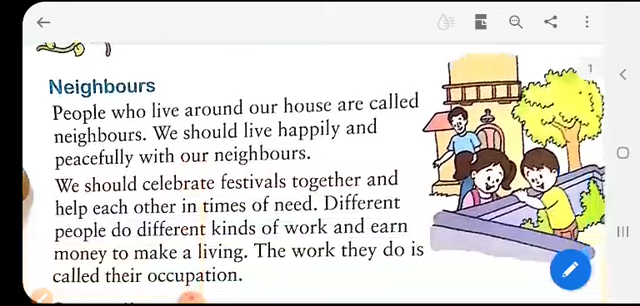 1
Neighbours
People who live around our house are called
neighbours. We should live happily and
peacefully with our neighbours.
We should celebrate festivals together and
help each other in times of need. Different
people do different kinds of work and earn
money to make a living. The work they do is
called their occupation.